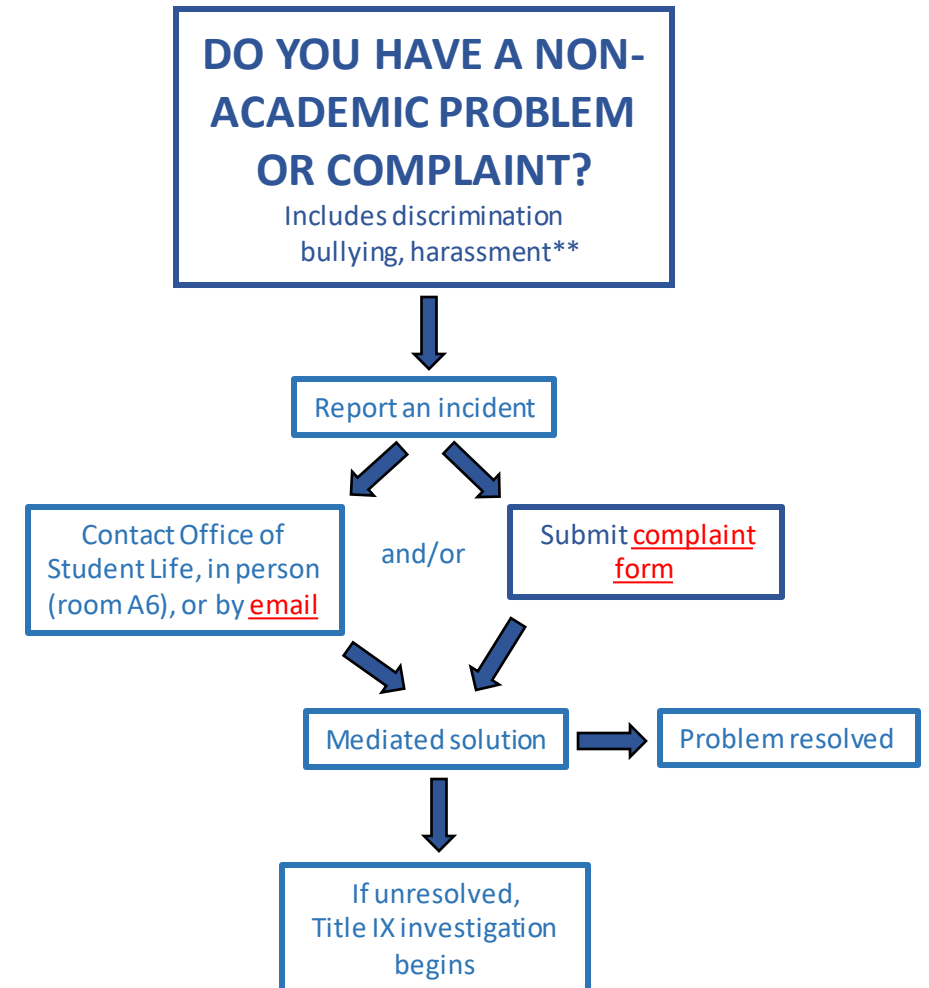 DO YOU HAVE A NON-
ACADEMIC PROBLEM
OR COMPLAINT?
Includes discrimination
bullying, harassment**
Report an incident
Contact Office of
Student Life, in person
(room A6), or by email
and/or
Submit complaint
form
Mediated solution
Problem resolved
If unresolved,
Title IX investigation
begins